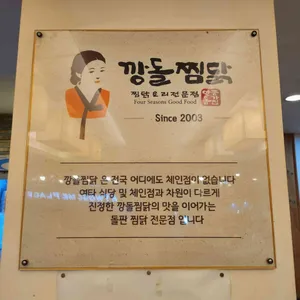 깡돌찜닭
찜닭요리전문점
Four Seasons Good Food
Since 2003
깡돌찜닭 은 전국 어디에도 체인점이 없습니다
여타 식당 및 체인점과 차원이 다르게
진정한 깡돌찜닭의 맛을 이어가는
돌판 찜닭 전문점 입니다